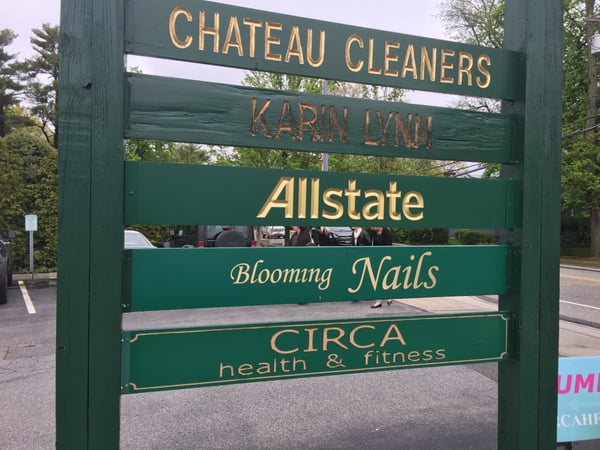 CHATEAU CLEANERS
KARIN LYNN
Allstate
Blooming Nails
CIRCA
health & fitness